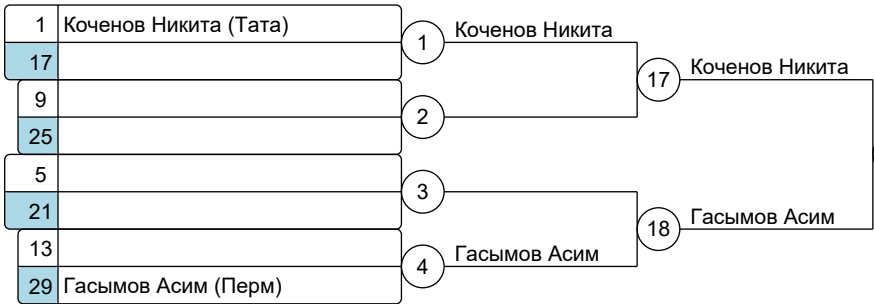 1 Коченов Никита (Тата)
17
1 Коченов Никита
9
25
2
17 Коченов Никита
5
21
3
13
29 Гасымов Асим (Перм)
4 Гасымов Асим
18 Гасымов Асим